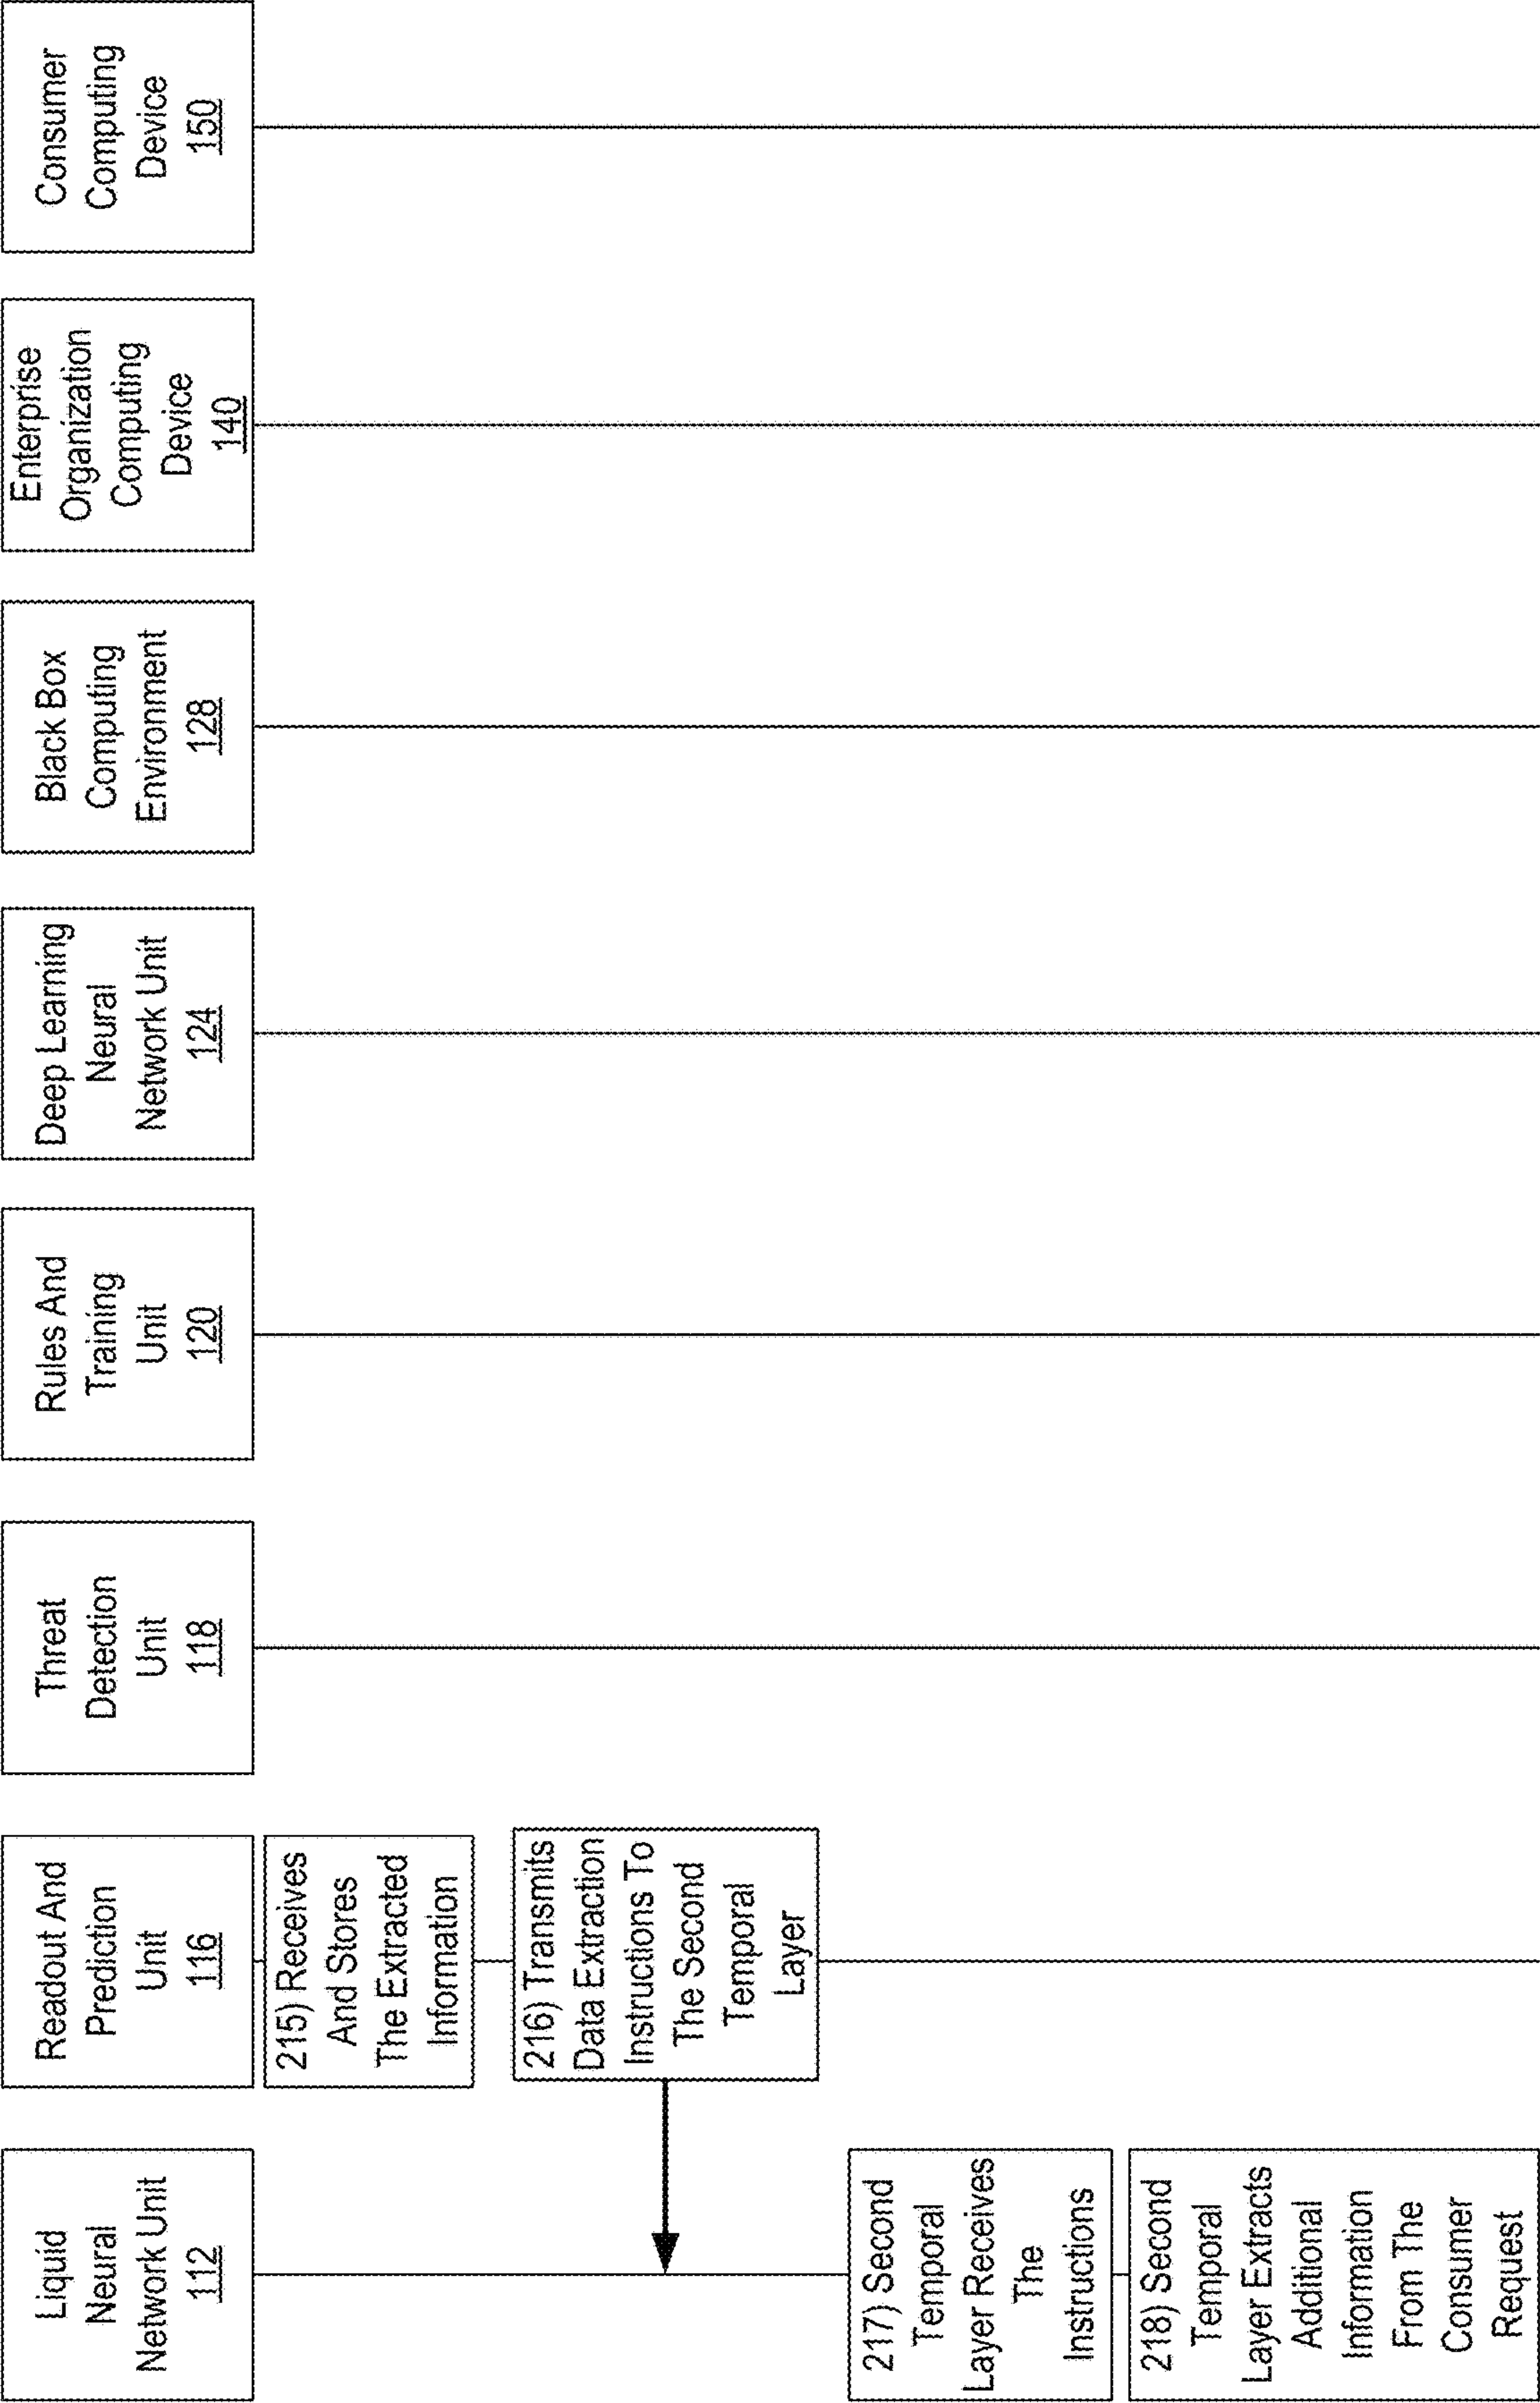 Liquid
Neural
Network Unit
112
Readout And
Prediction
Unit
116
Threat
Detection
Unit
118
Rules And
Training
Unit
120
Deep Learning
Neural
Network Unit
124
Black Box
Computing
Environment
128
Enterprise
Organization
Computing
Device
140
Consumer
Computing
Device
150
215) Receives
And Stores
The Extracted
Information
216) Transmits
Data Extraction
Instructions To
The Second
Temporal
Layer
217) Second
Temporal
Layer Receives
The
Instructions
218) Second
Temporal
Layer Extracts
Additional
Information
From The
Consumer
Request